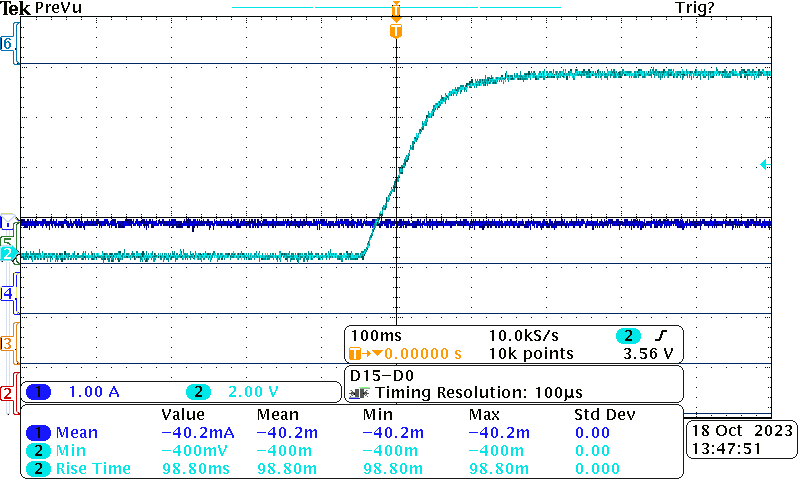 Tek PreVu Trig?
T
T
6
5
2
4
3
2
100ms 10.0kS/s 2
T→▼0.00000 s 10k points 3.56 V
D15-D0
Timing Resolution: 100µs
1 1.00 A 2 2.00 V
Value Mean Min Max Std Dev
1 Mean −40.2mA −40.2m −40.2m −40.2m 0.00
2 Min −400mV −400m −400m −400m 0.00
2 Rise Time 98.80ms 98.80m 98.80m 98.80m 0.000
18 Oct 2023
13:47:51